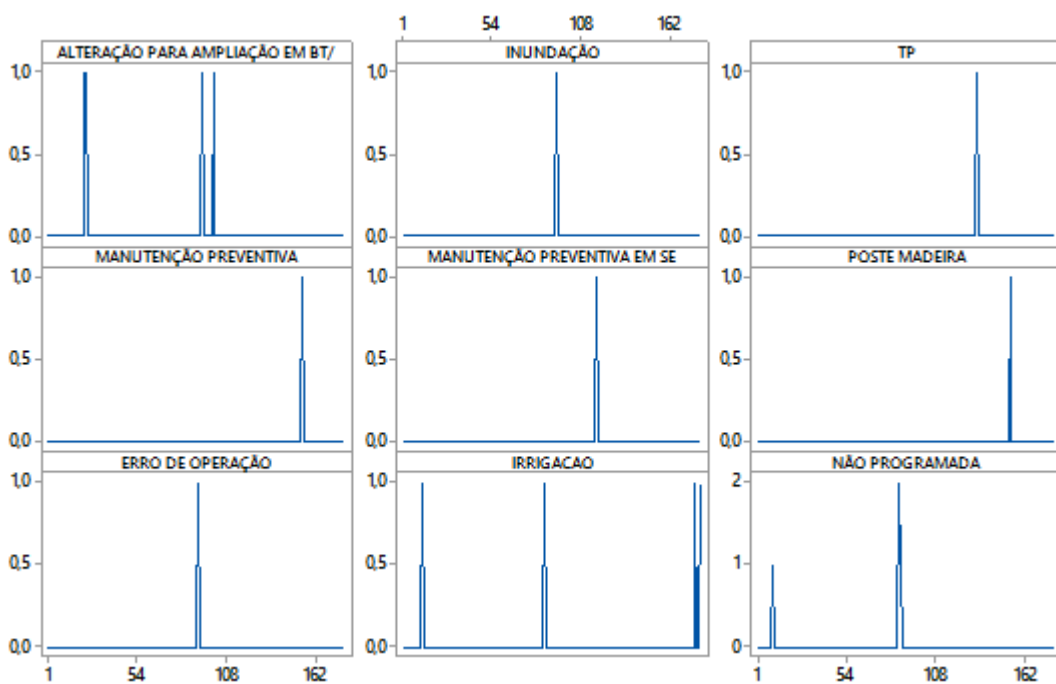 1 54 108 162
ALTERAÇÃO PARA AMPLIAÇÃO EM BT/ INUNDAÇÃO TP
1,0 1,0 1,0
0,5 0,5 0,5
0,0 0,0 0,0
MANUTENÇÃO PREVENTIVA MANUTENÇÃO PREVENTIVA EM SE POSTE MADEIRA
1,0 1,0 1,0
0,5 0,5 0,5
0,0 0,0 0,0
ERRO DE OPERAÇÃO IRRIGACAO NÃO PROGRAMADA
1,0 1,0 2
0,5 0,5 1
0,0 0,0 0
1 54 108 162 1 54 108 162